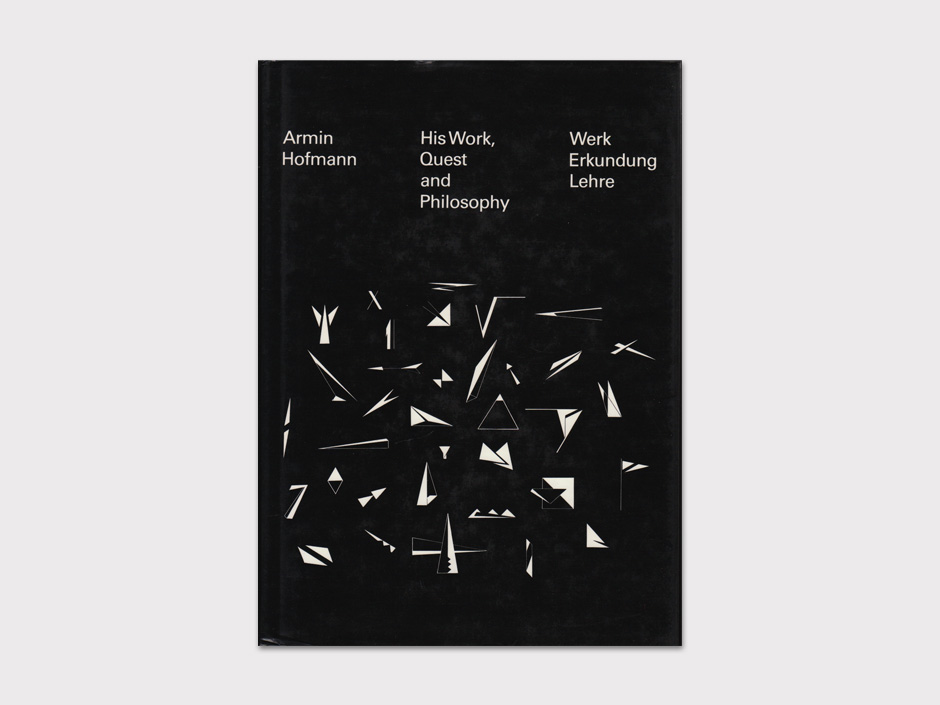 Armin
Hofmann
His Work,
Quest
and
Philosophy
Werk
Erkundung
Lehre